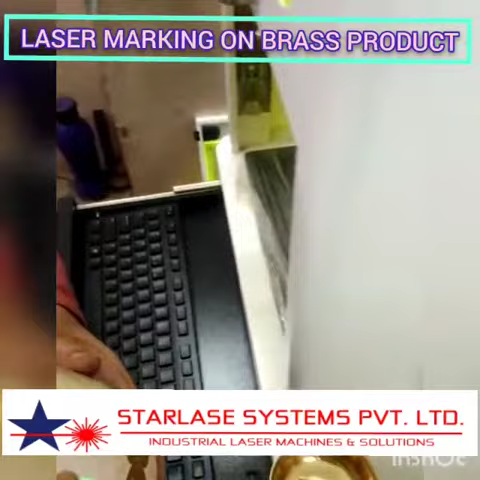 LASER MARKING ON BRASS PRODUCT
STARLASE SYSTEMS PVT. LTD.
INDUSTRIAL LASER MACHINES & SOLUTIONS
INSHOT